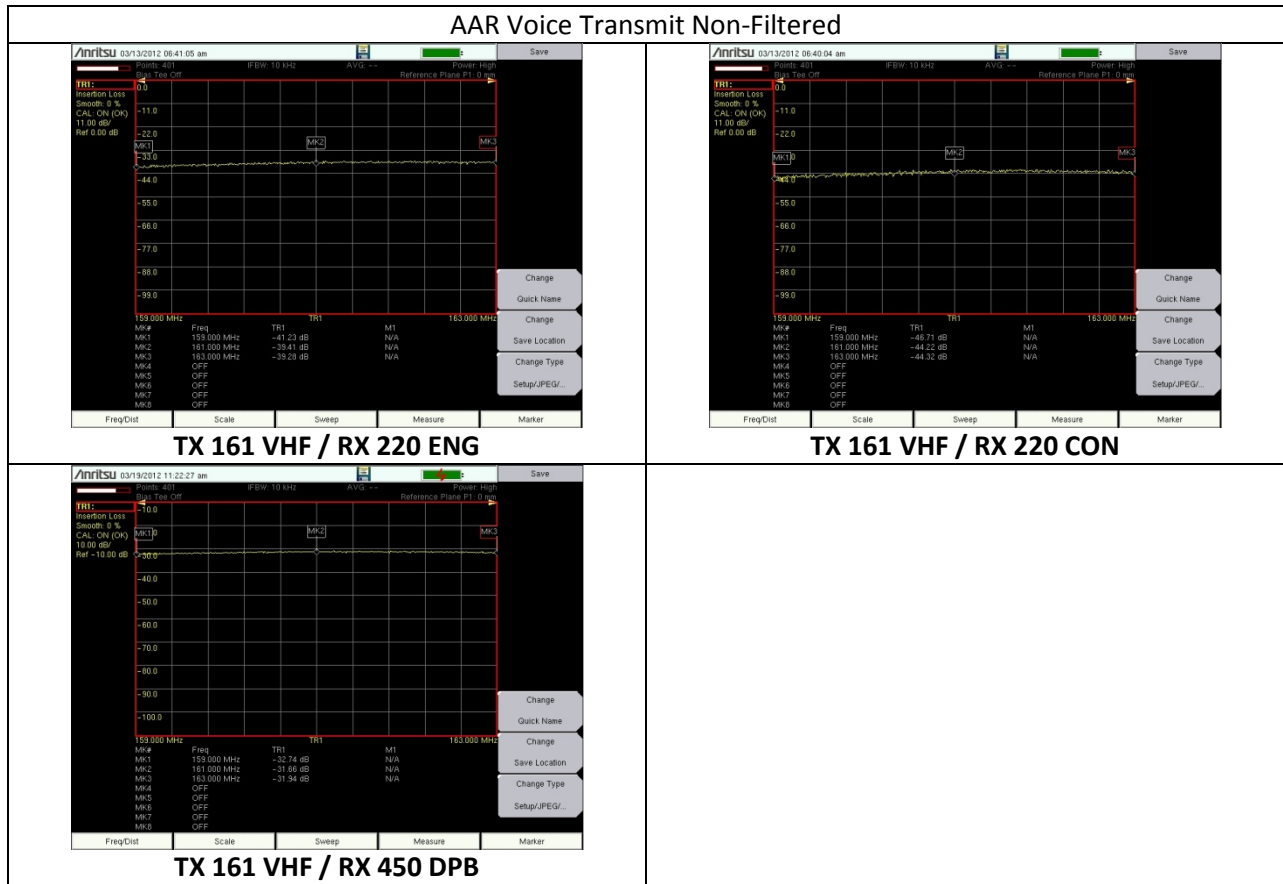 AAR Voice Transmit Non-Filtered
Anritsu 03/13/2012 06:41:05 am
Save
Points: 401 IFBW: 10 kHz AVG: -- Power: High
Bias Tee Off Reference Plane P1: 0 mm
TR1:
Insertion Loss
Smooth: 0 %
CAL: ON (OK)
11.00 dB/
Ref 0.00 dB
0.0
-11.0
-22.0
MK1 MK2 MK3
-33.0
-44.0
-55.0
-66.0
-77.0
-88.0
-99.0
159.000 MHz TR1 163.000 MHz
MK# Freq TR1 M1
MK1 159.000 MHz -41.23 dB N/A
MK2 161.000 MHz -39.41 dB N/A
MK3 163.000 MHz -39.28 dB N/A
MK4 OFF
MK5 OFF
MK6 OFF
MK7 OFF
MK8 OFF
Change
Quick Name
Change
Save Location
Change Type
Setup/JPEG/...
Freq/Dist Scale Sweep Measure Marker
TX 161 VHF / RX 220 ENG
Anritsu 03/13/2012 06:40:04 am
Save
Points: 401 IFBW: 10 kHz AVG: -- Power: High
Bias Tee Off Reference Plane P1: 0 mm
TR1:
Insertion Loss
Smooth: 0 %
CAL: ON (OK)
11.00 dB/
Ref 0.00 dB
0.0
-11.0
-22.0
MK1 MK2 MK3
-44.0
-55.0
-66.0
-77.0
-88.0
-99.0
159.000 MHz TR1 163.000 MHz
MK# Freq TR1 M1
MK1 159.000 MHz -46.71 dB N/A
MK2 161.000 MHz -44.22 dB N/A
MK3 163.000 MHz -44.32 dB N/A
MK4 OFF
MK5 OFF
MK6 OFF
MK7 OFF
MK8 OFF
Change
Quick Name
Change
Save Location
Change Type
Setup/JPEG/...
Freq/Dist Scale Sweep Measure Marker
TX 161 VHF / RX 220 CON
Anritsu 03/19/2012 11:22:27 am
Save
Points: 401 IFBW: 10 kHz AVG: -- Power: High
Bias Tee Off Reference Plane P1: 0 mm
TR1:
Insertion Loss
Smooth: 0 %
CAL: ON (OK)
10.00 dB/
Ref -10.00 dB
-10.0
MK1 MK2 MK3
-30.0
-40.0
-50.0
-60.0
-70.0
-80.0
-90.0
-100.0
159.000 MHz TR1 163.000 MHz
MK# Freq TR1 M1
MK1 159.000 MHz -32.74 dB N/A
MK2 161.000 MHz -31.66 dB N/A
MK3 163.000 MHz -31.94 dB N/A
MK4 OFF
MK5 OFF
MK6 OFF
MK7 OFF
MK8 OFF
Change
Quick Name
Change
Save Location
Change Type
Setup/JPEG/...
Freq/Dist Scale Sweep Measure Marker
TX 161 VHF / RX 450 DPB